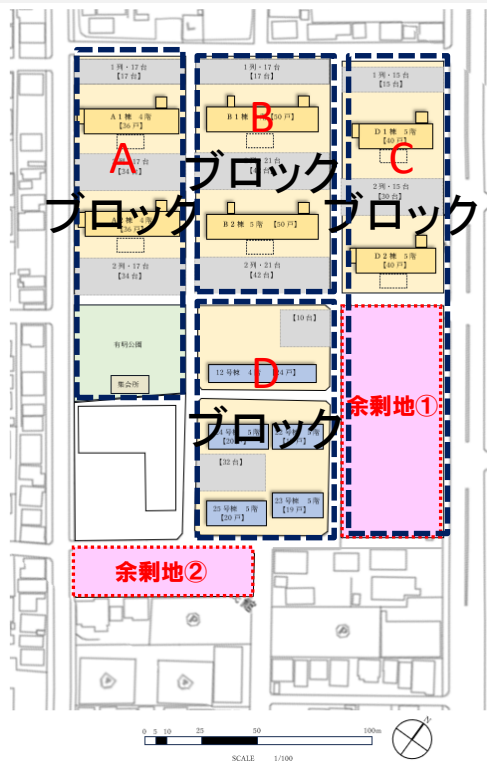 1列・17台
【17台】
1列・17台
【17台】
1列・15台
【15台】
A1棟 4階
【36戸】
B1棟 【50戸】
D1棟 5階
【40戸】
A
B
C
17台
【34台】
21
2列・15台
【30台】
ブロック
ブロック
ブロック
A2棟 4階
【36戸】
B2棟 5階 【50戸】
D2棟 5階
【40戸】
2列・17台
【34台】
2列・21台
【42台】
有明公園
集会所
【10台】
12号棟 4 24戸】
D
ブロック
余剰地①
【32台】
23号棟 5階
【20戸】
23号棟 5階
【19戸】
余剰地②
N
0 5 10 25 50 100m
SCALE 1/100